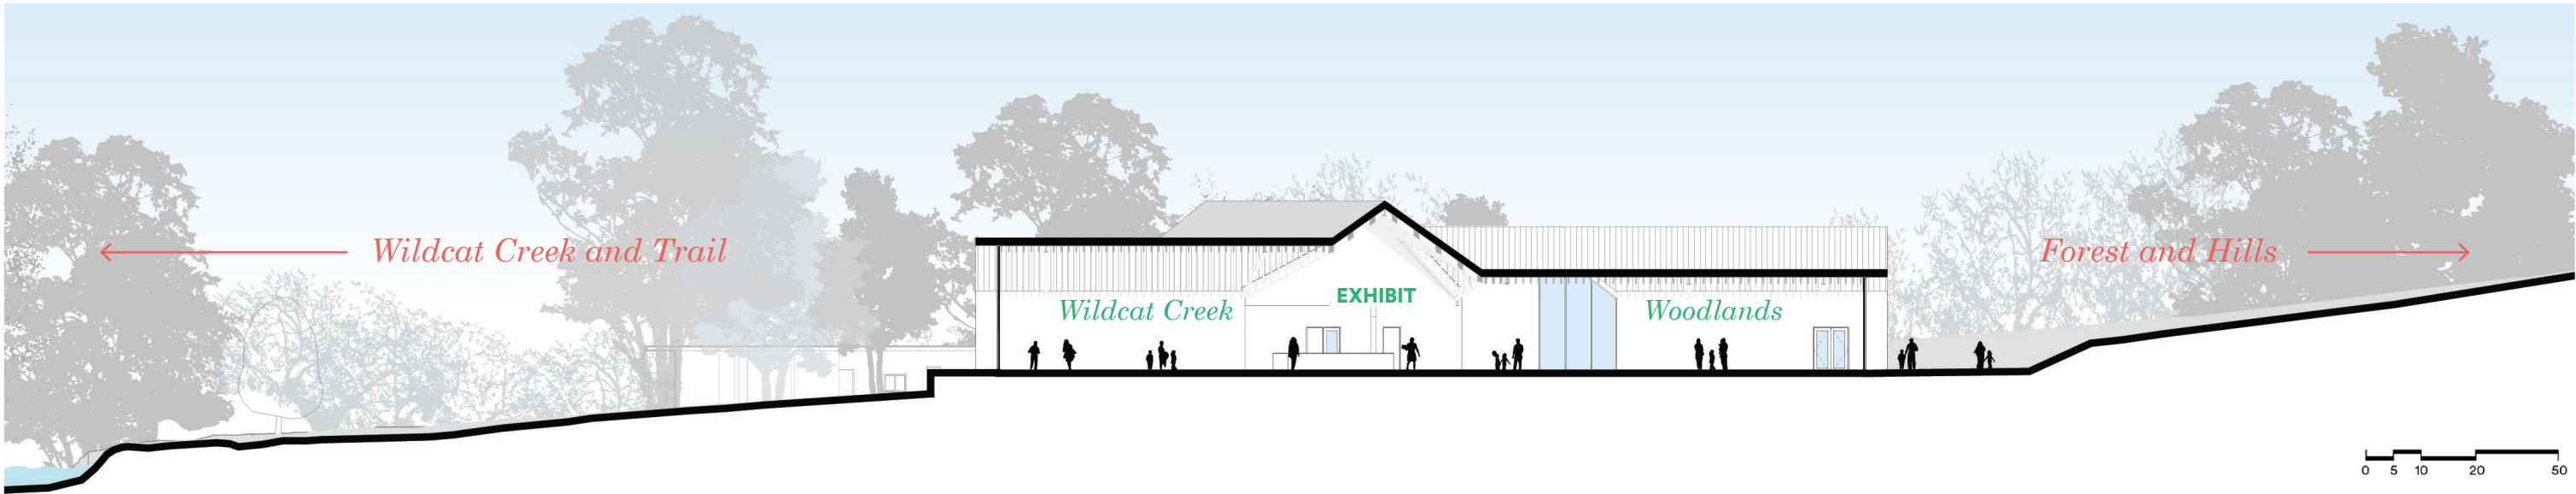 Wildcat Creek and Trail
Forest and Hills
EXHIBIT
Wildcat Creek
Woodlands
0 5 10 20 50